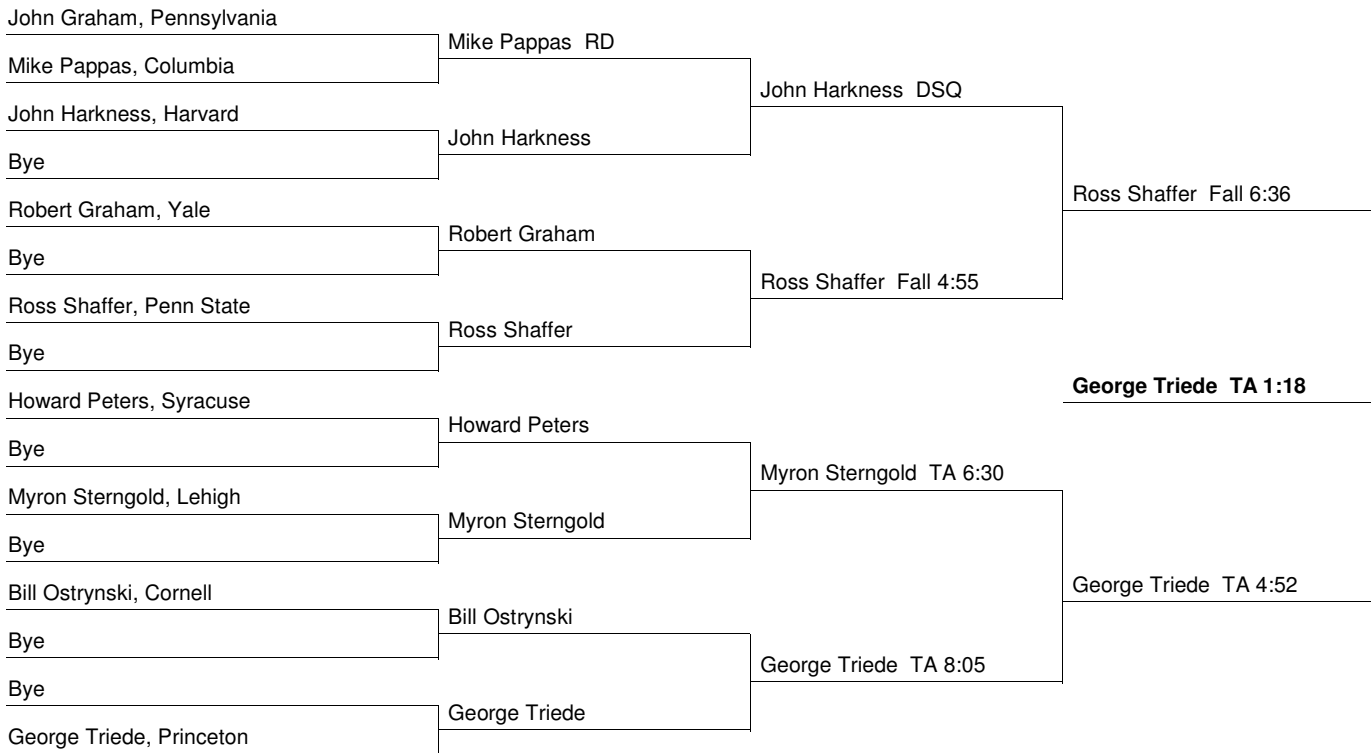 John Graham, Pennsylvania
Mike Pappas, Columbia
John Harkness, Harvard
Bye
Robert Graham, Yale
Bye
Ross Shaffer, Penn State
Bye
Howard Peters, Syracuse
Bye
Myron Sterngold, Lehigh
Bye
Bill Ostrynski, Cornell
Bye
Bye
George Triede, Princeton
Mike Pappas  RD
John Harkness
Robert Graham
Ross Shaffer
Howard Peters
Myron Sterngold
Bill Ostrynski
George Triede
John Harkness  DSQ
Ross Shaffer  Fall 4:55
Myron Sterngold  TA 6:30
George Triede  TA 8:05
Ross Shaffer  Fall 6:36
George Triede  TA 1:18
George Triede  TA 4:52